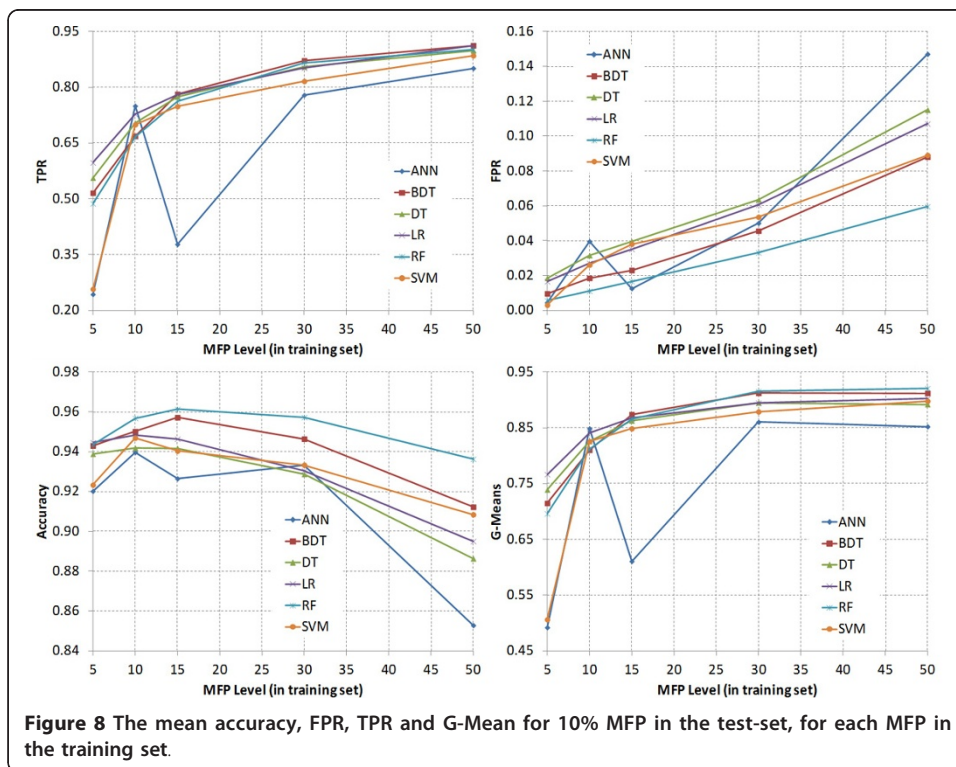 0.95
0.80
0.65
0.50
0.35
0.20
TPR
ANN
BDT
DT
LR
RF
SVM
5 10 15 20 25 30 35 40 45 50
MFP Level (in training set)
0.16
0.14
0.12
0.10
0.08
0.06
0.04
0.02
0.00
FPR
ANN
BDT
DT
LR
RF
SVM
5 10 15 20 25 30 35 40 45 50
MFP Level (in training set)
0.98
0.96
0.94
0.92
0.90
0.88
0.86
0.84
Accuracy
ANN
BDT
DT
LR
RF
SVM
5 10 15 20 25 30 35 40 45 50
MFP Level (in training set)
0.95
0.85
0.75
0.65
0.55
0.45
G-Means
ANN
BDT
DT
LR
RF
SVM
5 10 15 20 25 30 35 40 45 50
MFP Level (in training set)
Figure 8 The mean accuracy, FPR, TPR and G-Mean for 10% MFP in the test-set, for each MFP in
the training set.